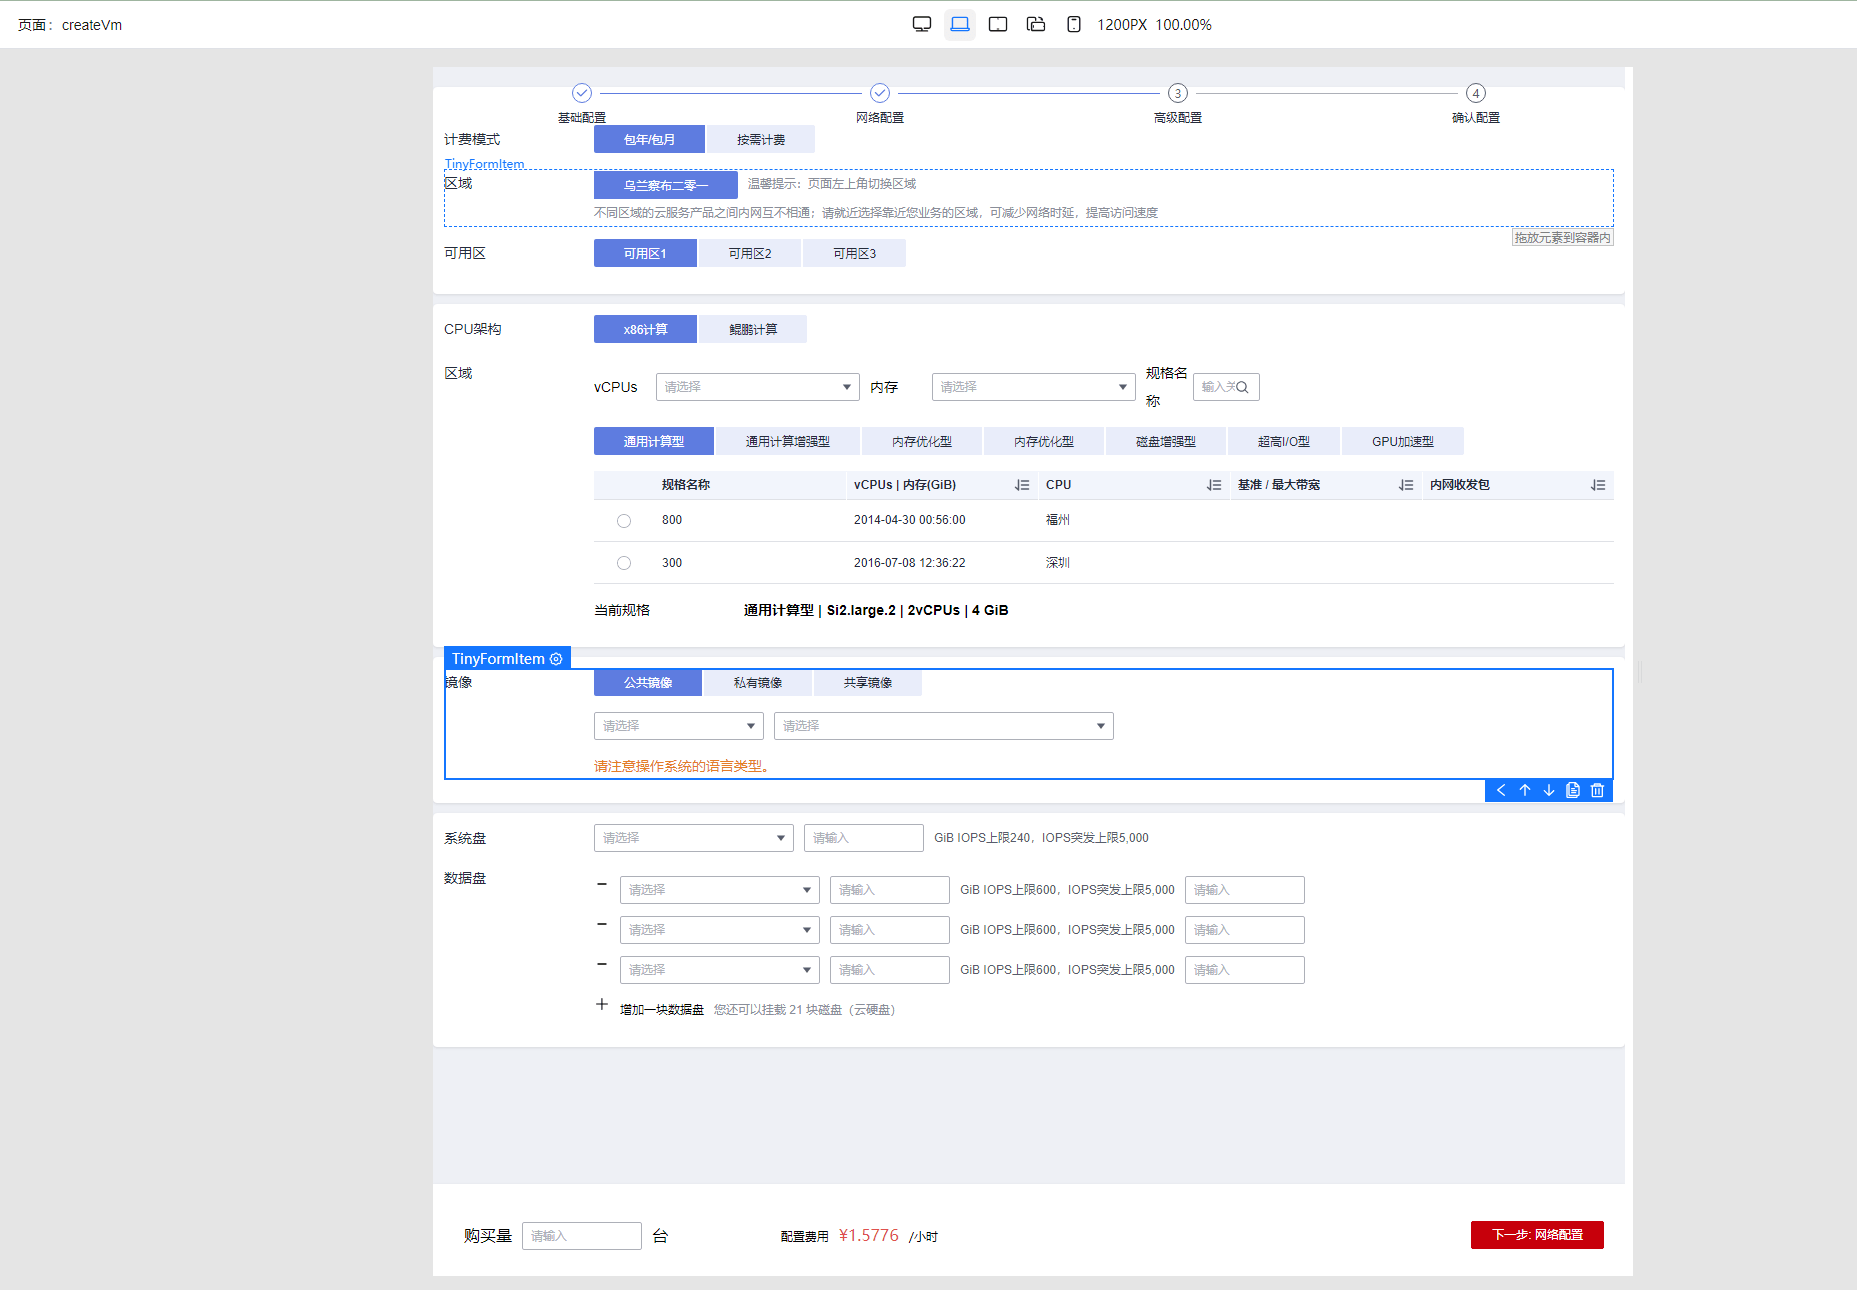 页面：createVm
1200PX 100.00%
3
4
基础配置
网络配置
高级配置
确认配置
计费模式
包年/包月
按需计费
TinyFormItem
区域
乌兰察布二零一
温馨提示：页面左上角切换区域
不同区域的云服务产品之间内网互不相通；请就近选择靠近您业务的区域，可减少网络时延，提高访问速度
拖放元素到容器内
可用区
可用区1
可用区2
可用区3
CPU架构
x86计算
鲲鹏计算
区域
vCPUs
请选择
内存
请选择
规格名称
输入关
通用计算型
通用计算增强型
内存优化型
内存优化型
磁盘增强型
超高I/O型
GPU加速型
规格名称
vCPUs | 内存(GiB)
CPU
基准 / 最大带宽
内网收发包
800
2014-04-30 00:56:00
福州
300
2016-07-08 12:36:22
深圳
当前规格
通用计算型 | Si2.large.2 | 2vCPUs | 4 GiB
TinyFormItem
镜像
公共镜像
私有镜像
共享镜像
请选择
请选择
请注意操作系统的语言类型。
系统盘
请选择
请输入
GiB IOPS上限240，IOPS突发上限5,000
数据盘
请选择
请输入
GiB IOPS上限600，IOPS突发上限5,000
请输入
请选择
请输入
GiB IOPS上限600，IOPS突发上限5,000
请输入
请选择
请输入
GiB IOPS上限600，IOPS突发上限5,000
请输入
增加一块数据盘
您还可以挂载 21 块磁盘（云硬盘）
购买量
请输入
台
配置费用
¥1.5776
/小时
下一步: 网络配置